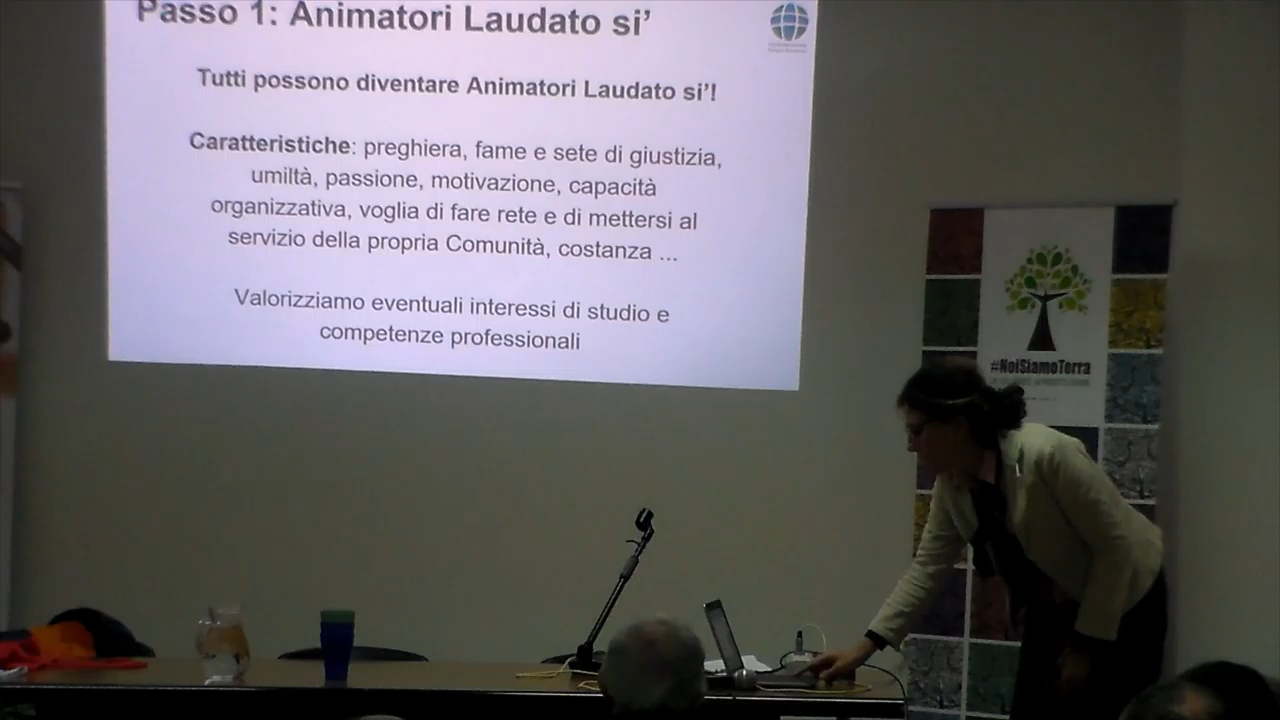 Passo 1: Animatori Laudato si’
Tutti possono diventare Animatori Laudato si’!
Caratteristiche: preghiera, fame e sete di giustizia,
umiltà, passione, motivazione, capacità
organizzativa, voglia di fare rete e di mettersi al
servizio della propria Comunità, costanza ...
Valorizziamo eventuali interessi di studio e
competenze professionali
#NoiSiamoTerra